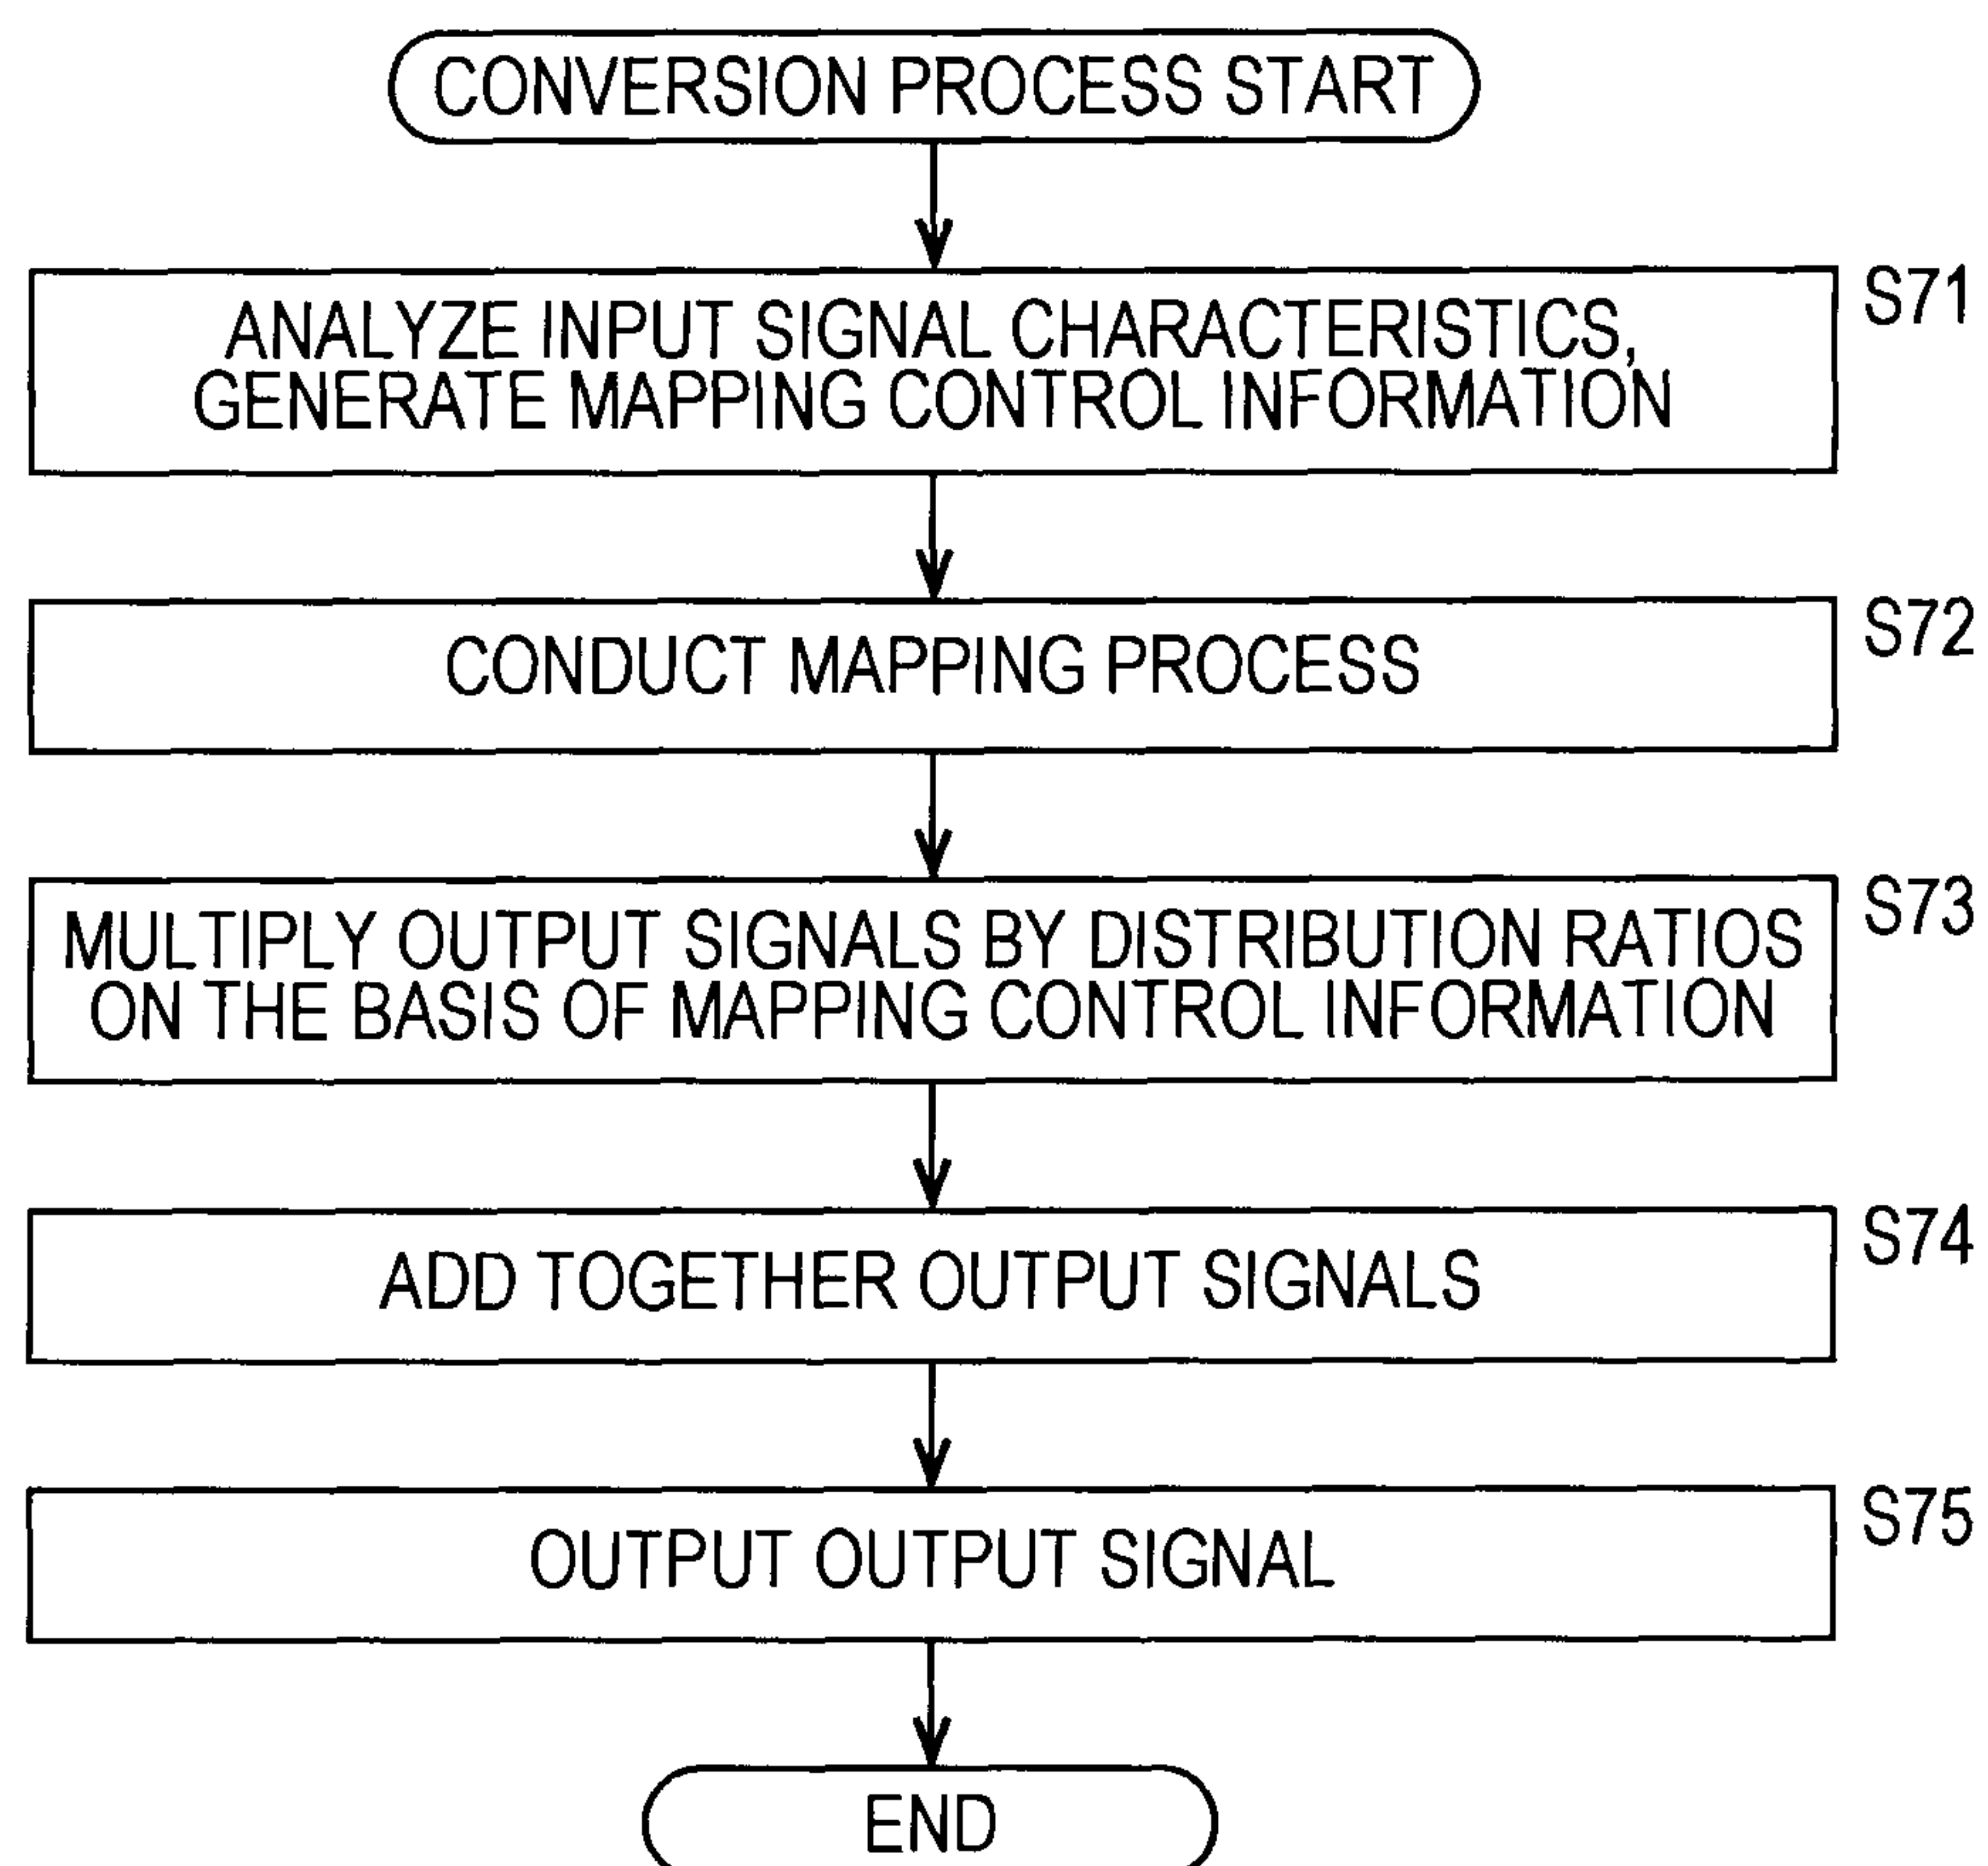 CONVERSION PROCESS START
S71
ANALYZE INPUT SIGNAL CHARACTERISTICS,
GENERATE MAPPING CONTROL INFORMATION
S72
CONDUCT MAPPING PROCESS
S73
MULTIPLY OUTPUT SIGNALS BY DISTRIBUTION RATIOS
ON THE BASIS OF MAPPING CONTROL INFORMATION
S74
ADD TOGETHER OUTPUT SIGNALS
S75
OUTPUT OUTPUT SIGNAL
END